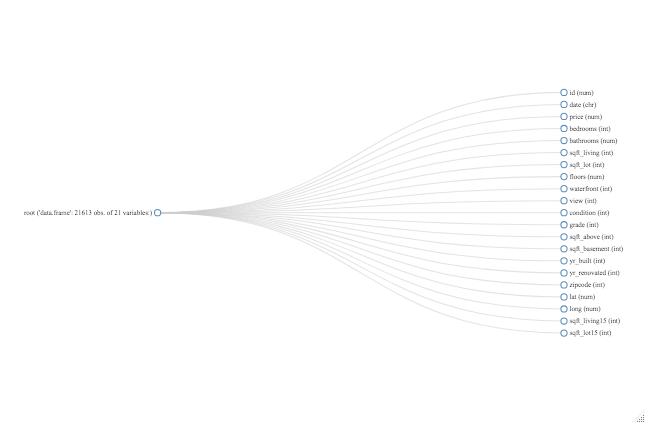 root ('data.frame': 21613 obs. of 21 variables:)
id (num)
date (chr)
price (num)
bedrooms (int)
bathrooms (num)
sqft_living (int)
sqft_lot (int)
floors (num)
waterfront (int)
view (int)
condition (int)
grade (int)
sqft_above (int)
sqft_basement (int)
yr_built (int)
yr_renovated (int)
zipcode (int)
lat (num)
long (num)
sqft_living15 (int)
sqft_lot15 (int)